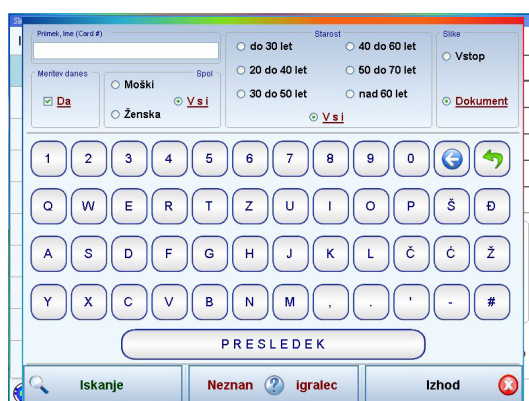 Priimek, Ime (Card #)
Starost
Slike
do 30 let
40 do 60 let
Vstop
Meritev danes
Spol
20 do 40 let
50 do 70 let
Moški
Da
V s i
30 do 50 let
nad 60 let
Dokument
Ženska
V s i
1 2 3 4 5 6 7 8 9 0
Q W E R T Z U I O P Š Đ
A S D F G H J K L Č Ć Ž
Y X C V B N M , . ' - #
P R E S L E D E K
Iskanje
Neznan ? igralec
Izhod